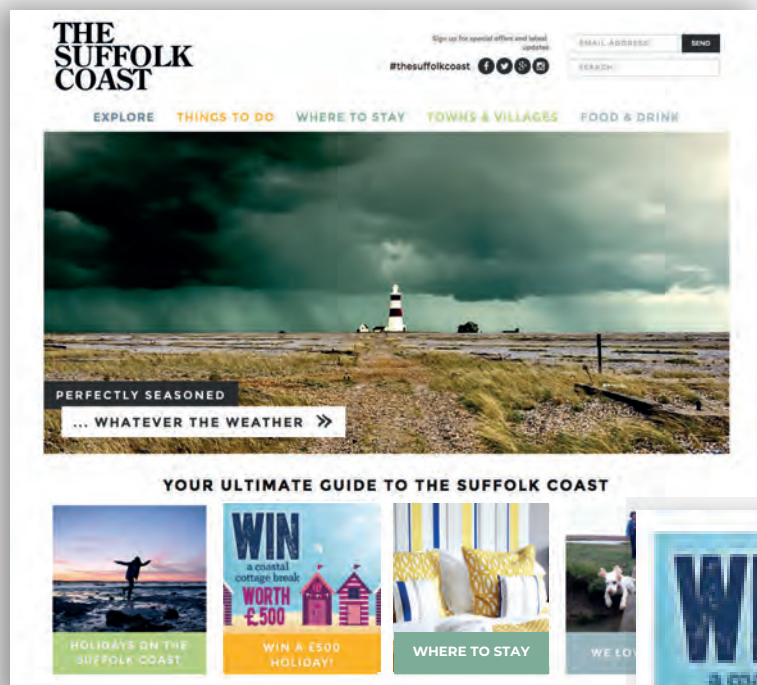 THE
SUFFOLK
COAST
Sign up for special offers and latest
updates
EMAIL ADDRESS
SEND
#thesuffolkcoast
SEARCH
EXPLORE THINGS TO DO WHERE TO STAY TOWNS & VILLAGES FOOD & DRINK
PERFECTLY SEASONED
... WHATEVER THE WEATHER »
YOUR ULTIMATE GUIDE TO THE SUFFOLK COAST
WIN
a coastal
cottage break
WORTH
£500
HOLIDAYS ON THE
SUFFOLK COAST
WIN A £500
HOLIDAY!
WHERE TO STAY
WE LOV